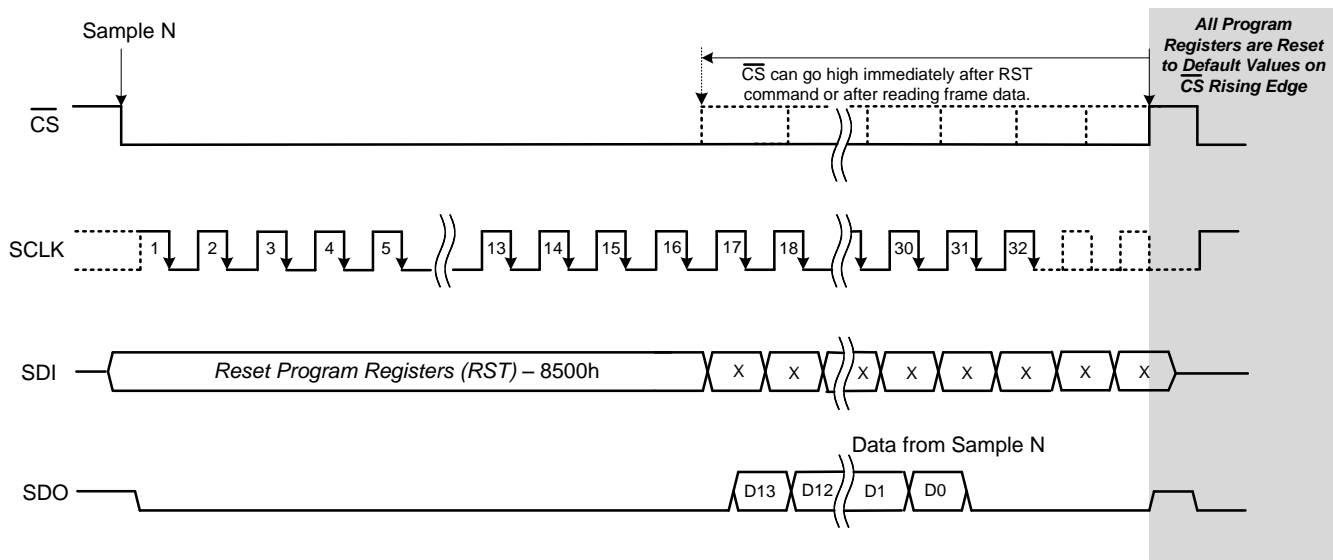 Sample N
All Program
Registers are Reset
to Default Values on
CS Rising Edge
CS can go high immediately after RST
command or after reading frame data.
CS
SCLK
1 2 3 4 5 13 14 15 16 17 18 30 31 32
SDI
Reset Program Registers (RST) – 8500h
X X X X X X X X
Data from Sample N
SDO
D13 D12 D1 D0